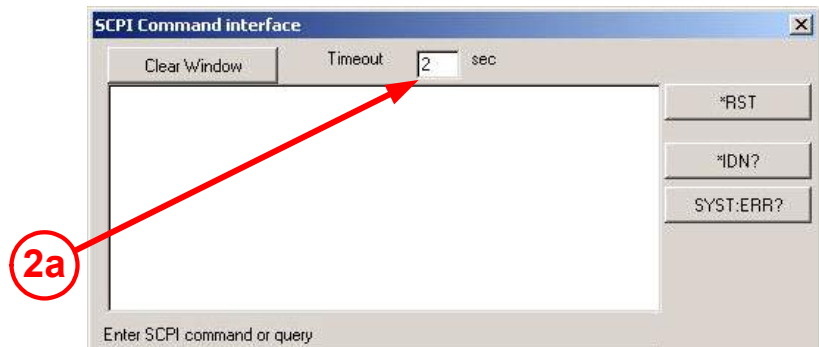 SCPI Command interface
Clear Window Timeout 2 sec
*RST
*IDN?
SYST:ERR?
2a
Enter SCPI command or query